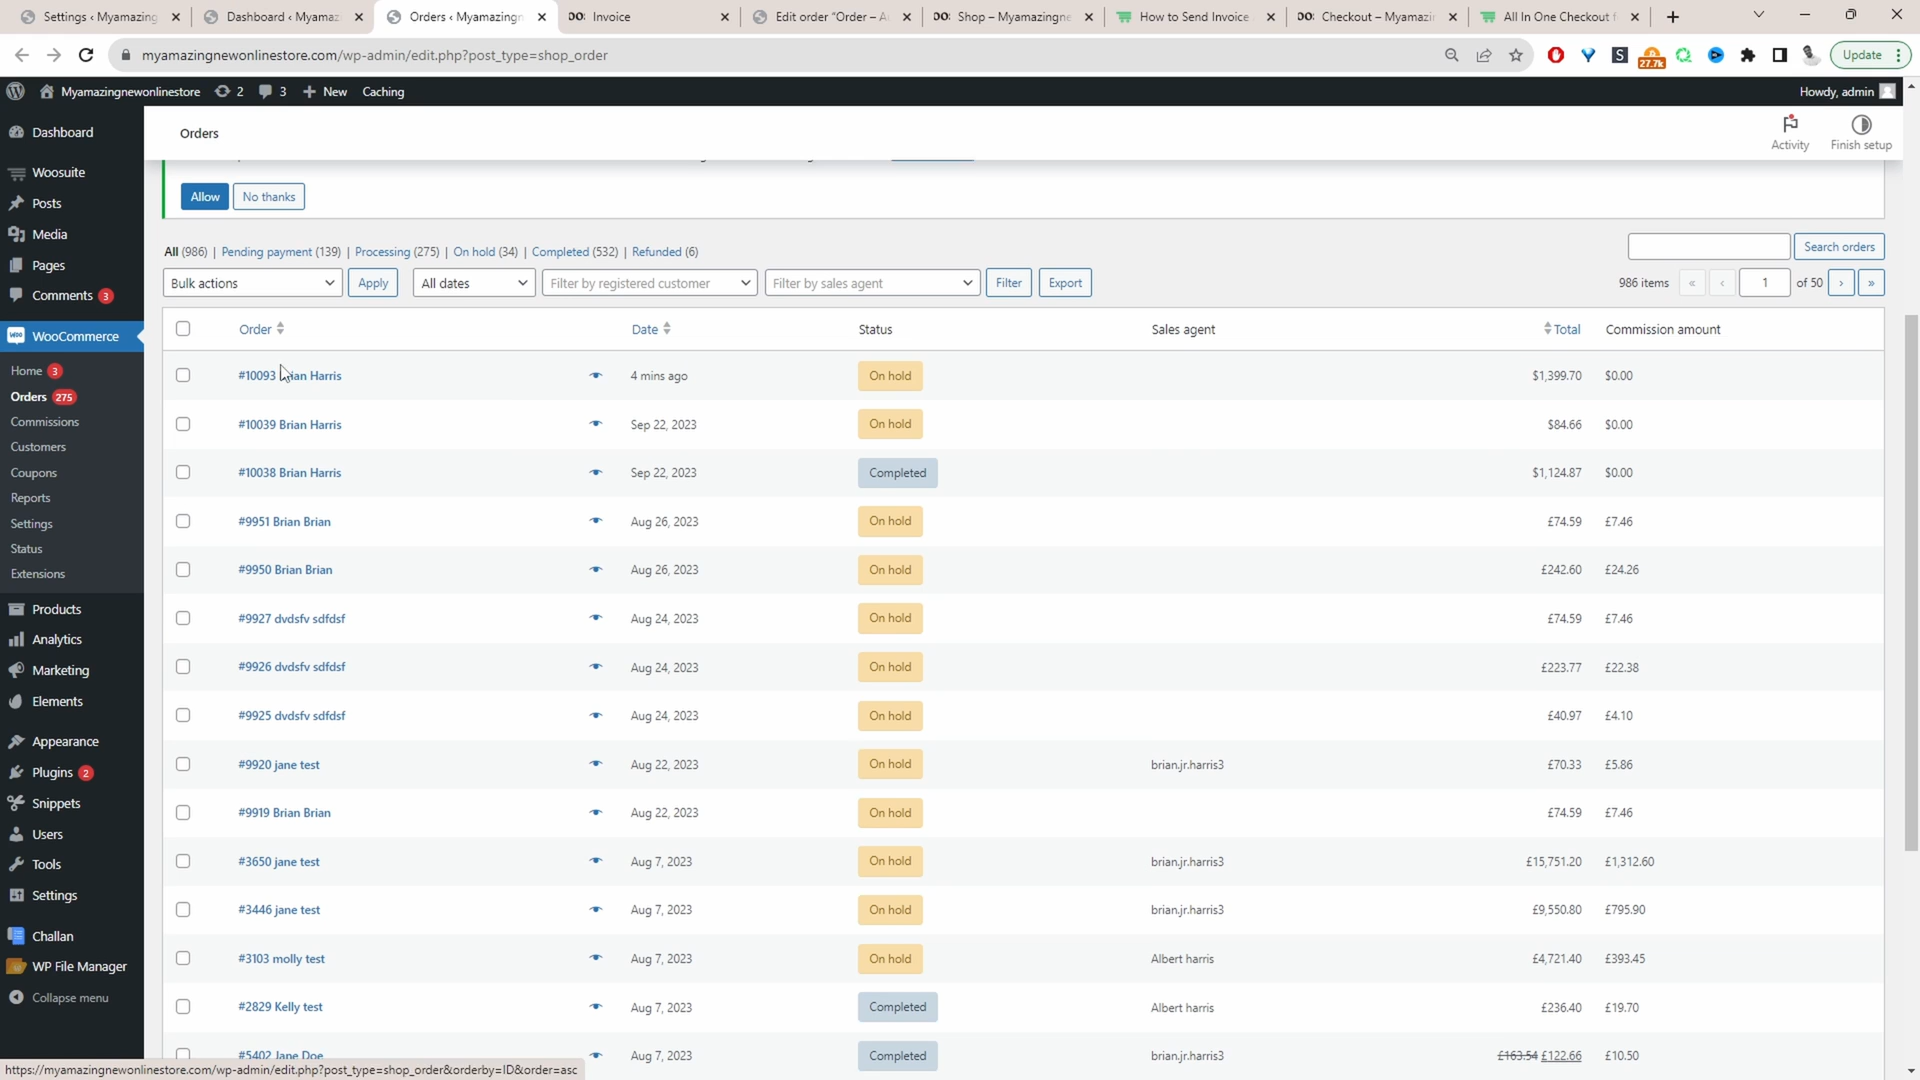 Settings ‹ Myamazing
Dashboard ‹ Myamaz
Orders ‹ Myamazingn
Invoice
Edit order "Order – A
Shop – Myamazingne
How to Send Invoice
Checkout – Myamazi
All In One Checkout f
myamazingnewonlinestore.com/wp-admin/edit.php?post_type=shop_order
S
27.7k
Update
Myamazingnewonlinestore
2
3
New
Caching
Howdy, admin
Dashboard
Woosuite
Posts
Media
Pages
Comments 3
WooCommerce
Home 3
Orders 275
Commissions
Customers
Coupons
Reports
Settings
Status
Extensions
Products
Analytics
Marketing
Elements
Appearance
Plugins 2
Snippets
Users
Tools
Settings
Challan
WP File Manager
Collapse menu
Orders
Activity
Finish setup
Allow
No thanks
All (986) | Pending payment (139) | Processing (275) | On hold (34) | Completed (532) | Refunded (6)
Search orders
Bulk actions
Apply
All dates
Filter by registered customer
Filter by sales agent
Filter
Export
986 items « ‹ 1 of 50 › »
Order Date Status Sales agent Total Commission amount
#10093 Brian Harris 4 mins ago On hold $1,399.70 $0.00
#10039 Brian Harris Sep 22, 2023 On hold $84.66 $0.00
#10038 Brian Harris Sep 22, 2023 Completed $1,124.87 $0.00
#9951 Brian Brian Aug 26, 2023 On hold £74.59 £7.46
#9950 Brian Brian Aug 26, 2023 On hold £242.60 £24.26
#9927 dvdsfv sdfdsf Aug 24, 2023 On hold £74.59 £7.46
#9926 dvdsfv sdfdsf Aug 24, 2023 On hold £223.77 £22.38
#9925 dvdsfv sdfdsf Aug 24, 2023 On hold £40.97 £4.10
#9920 jane test Aug 22, 2023 On hold brian.jr.harris3 £70.33 £5.86
#9919 Brian Brian Aug 22, 2023 On hold £74.59 £7.46
#3650 jane test Aug 7, 2023 On hold brian.jr.harris3 £15,751.20 £1,312.60
#3446 jane test Aug 7, 2023 On hold brian.jr.harris3 £9,550.80 £795.90
#3103 molly test Aug 7, 2023 On hold Albert harris £4,721.40 £393.45
#2829 Kelly test Aug 7, 2023 Completed Albert harris £236.40 £19.70
#5402 Jane Doe Aug 7, 2023 Completed brian.jr.harris3 £163.54 £122.66 £10.50
https://myamazingnewonlinestore.com/wp-admin/edit.php?post_type=shop_order&orderby=ID&order=asc